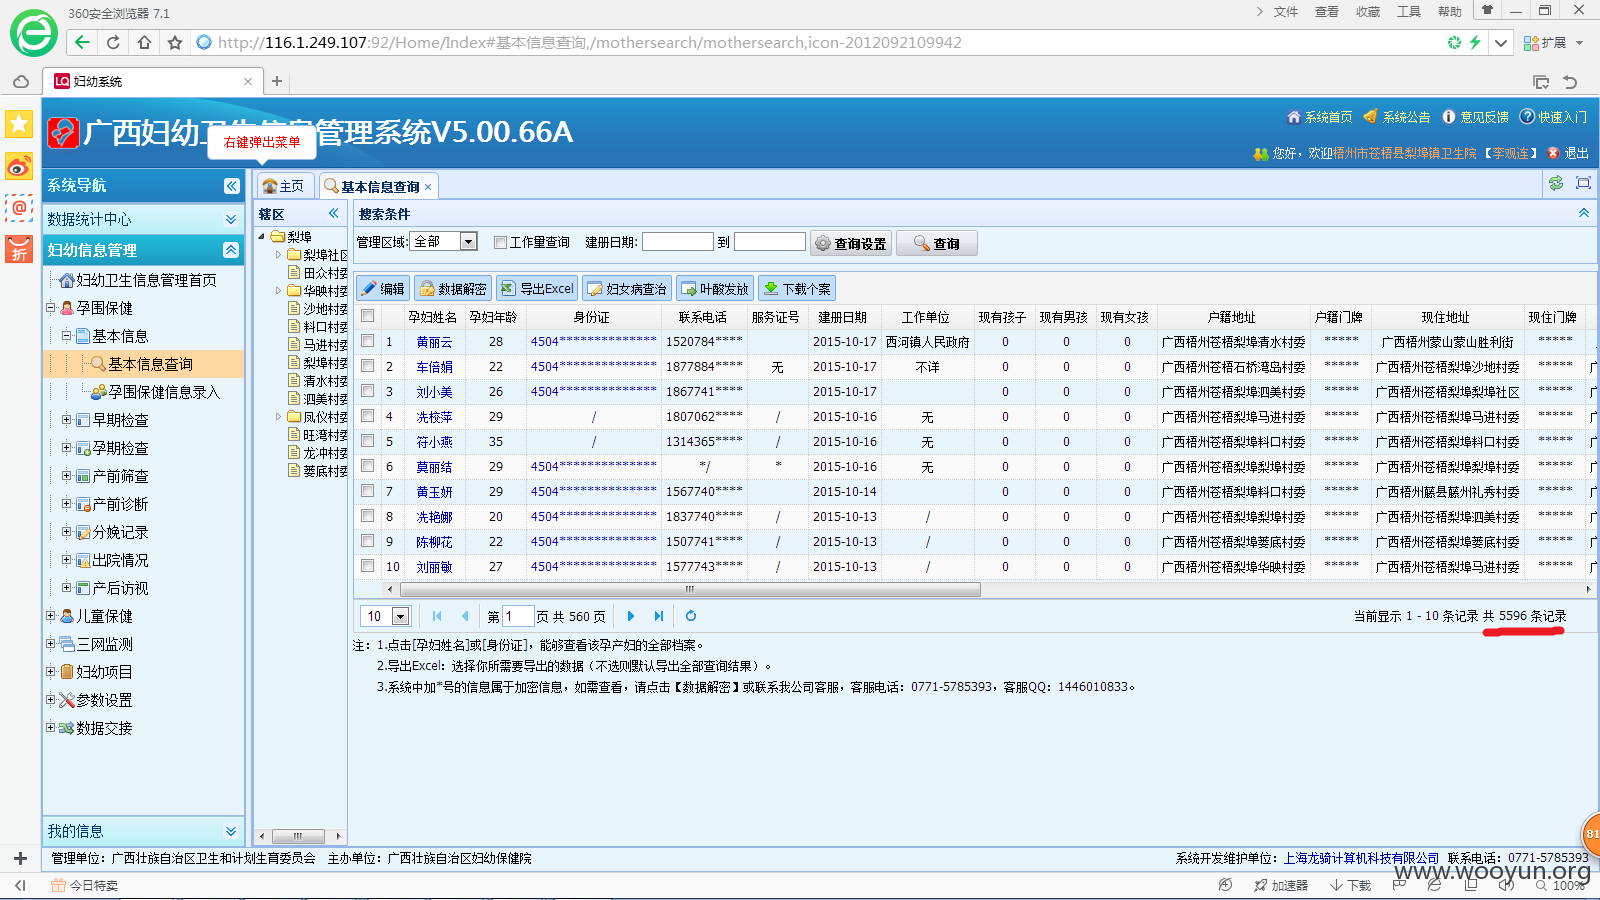 360安全浏览器 7.1
文件 查看 收藏 工具 帮助
http://116.1.249.107:92/Home/Index#基本信息查询,/mothersearch/mothersearch,icon-2012092109942
扩展
LQ 妇幼系统
广西妇幼卫生信息管理系统V5.00.66A
右键弹出菜单
系统首页 系统公告 意见反馈 快速入门
您好，欢迎梧州市苍梧县梨埠镇卫生院 【李观连】 退出
系统导航
数据统计中心
妇幼信息管理
妇幼卫生信息管理首页
孕围保健
基本信息
基本信息查询
孕围保健信息录入
早期检查
孕期检查
产前筛查
产前诊断
分娩记录
出院情况
产后访视
儿童保健
三网监测
妇幼项目
参数设置
数据交接
我的信息
主页 基本信息查询
辖区
梨埠
梨埠社区
田众村委
华映村委
沙地村委
料口村委
马进村委
梨埠村委
清水村委
泗美村委
凤仪村委
旺湾村委
龙冲村委
蒌底村委
搜索条件
管理区域: 全部 工作量查询 建册日期: 到 查询设置 查询
编辑 数据解密 导出Excel 妇女病查治 叶酸发放 下载个案
孕妇姓名 孕妇年龄 身份证 联系电话 服务证号 建册日期 工作单位 现有孩子 现有男孩 现有女孩 户籍地址 户籍门牌 现住地址 现住门牌
1 黄丽云 28 4504************** 1520784**** 2015-10-17 西河镇人民政府 0 0 0 广西梧州苍梧梨埠清水村委 ***** 广西梧州蒙山蒙山胜利街 *****
2 车倍娟 22 4504************** 1877884**** 无 2015-10-17 不详 0 0 0 广西梧州苍梧石桥湾岛村委 ***** 广西梧州苍梧梨埠沙地村委 *****
3 刘小美 26 4504************** 1867741**** 2015-10-17 0 0 0 广西梧州苍梧梨埠泗美村委 ***** 广西梧州苍梧梨埠梨埠社区 *****
4 冼校萍 29 / 1807062**** / 2015-10-16 无 0 0 0 广西梧州苍梧梨埠马进村委 ***** 广西梧州苍梧梨埠马进村委 *****
5 符小燕 35 / 1314365**** / 2015-10-16 无 0 0 0 广西梧州苍梧梨埠料口村委 ***** 广西梧州苍梧梨埠料口村委 *****
6 莫丽结 29 4504************** */ * 2015-10-16 无 0 0 0 广西梧州苍梧梨埠梨埠村委 ***** 广西梧州苍梧梨埠梨埠村委 *****
7 黄玉妍 29 4504************** 1567740**** 2015-10-14 0 0 0 广西梧州苍梧梨埠料口村委 ***** 广西梧州藤县藤州礼秀村委 *****
8 冼艳娜 20 4504************** 1837740**** / 2015-10-13 / 0 0 0 广西梧州苍梧梨埠梨埠村委 ***** 广西梧州苍梧梨埠泗美村委 *****
9 陈柳花 22 4504************** 1507741**** / 2015-10-13 / 0 0 0 广西梧州苍梧梨埠蒌底村委 ***** 广西梧州苍梧梨埠蒌底村委 *****
10 刘丽敏 27 4504************** 1577743**** / 2015-10-13 / 0 0 0 广西梧州苍梧梨埠华映村委 ***** 广西梧州苍梧梨埠马进村委 *****
10 第 1 页 共 560 页 当前显示 1 - 10 条记录 共 5596 条记录
注：1.点击[孕妇姓名]或[身份证]，能够查看该孕产妇的全部档案。
2.导出Excel：选择你所需要导出的数据（不选则默认导出全部查询结果）。
3.系统中加*号的信息属于加密信息，如需查看，请点击【数据解密】或联系我公司客服，客服电话：0771-5785393，客服QQ：1446010833。
81
管理单位：广西壮族自治区卫生和计划生育委员会 主办单位：广西壮族自治区妇幼保健院 系统开发维护单位：上海龙骑计算机科技有限公司 联系电话：0771-5785393
www.wooyun.org
今日特卖 加速器 下载 100%